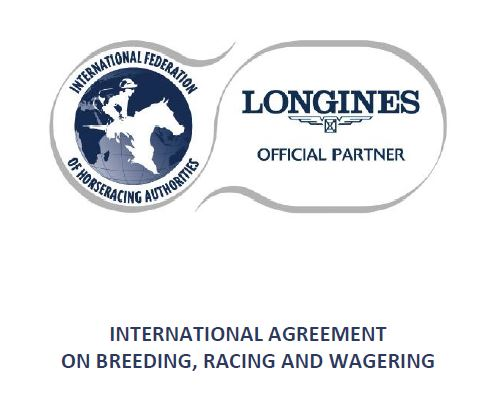 INTERNATIONAL FEDERATION
OF HORSERACING AUTHORITIES
LONGINES
OFFICIAL PARTNER
INTERNATIONAL AGREEMENT
ON BREEDING, RACING AND WAGERING